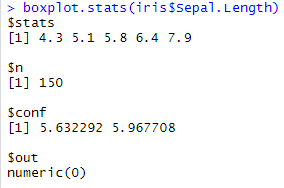 > boxplot.stats(iris$Sepal.Length)
$stats
[1] 4.3 5.1 5.8 6.4 7.9
$n
[1] 150
$conf
[1] 5.632292 5.967708
$out
numeric(0)